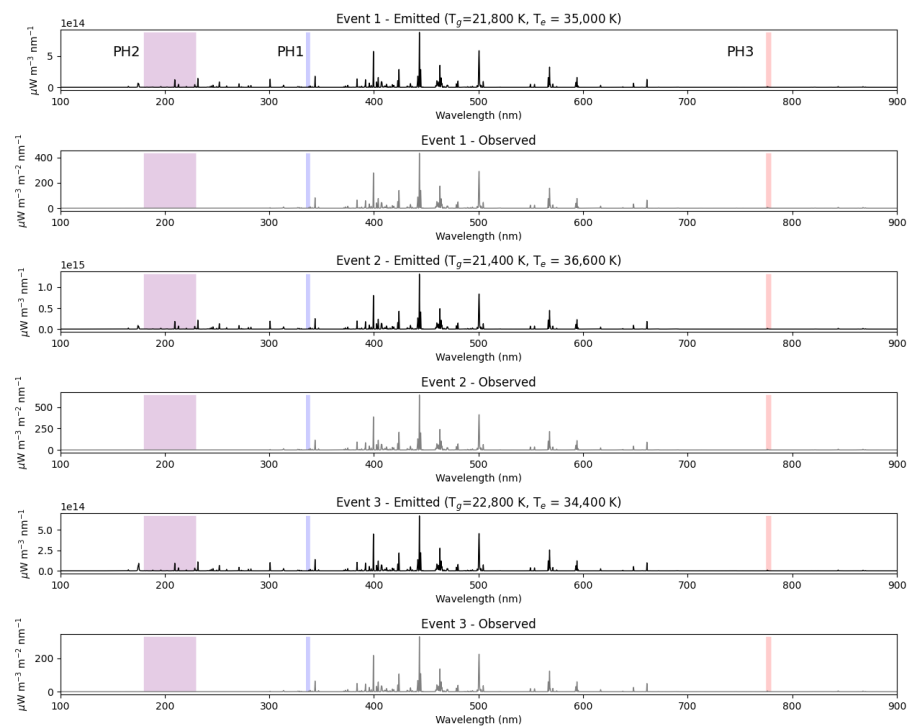 Event 1 - Emitted (Tg=21,800 K, Te = 35,000 K)
1e14
PH2 PH1 PH3
5
0
μW m⁻³ nm⁻¹
100 200 300 400 500 600 700 800 900
Wavelength (nm)
Event 1 - Observed
400
200
0
μW m⁻³ m⁻² nm⁻¹
100 200 300 400 500 600 700 800 900
Wavelength (nm)
Event 2 - Emitted (Tg=21,400 K, Te = 36,600 K)
1e15
1.0
0.5
0.0
μW m⁻³ nm⁻¹
100 200 300 400 500 600 700 800 900
Wavelength (nm)
Event 2 - Observed
500
250
0
μW m⁻³ m⁻² nm⁻¹
100 200 300 400 500 600 700 800 900
Wavelength (nm)
Event 3 - Emitted (Tg=22,800 K, Te = 34,400 K)
1e14
5.0
2.5
0.0
μW m⁻³ nm⁻¹
100 200 300 400 500 600 700 800 900
Wavelength (nm)
Event 3 - Observed
200
0
μW m⁻³ m⁻² nm⁻¹
100 200 300 400 500 600 700 800 900
Wavelength (nm)